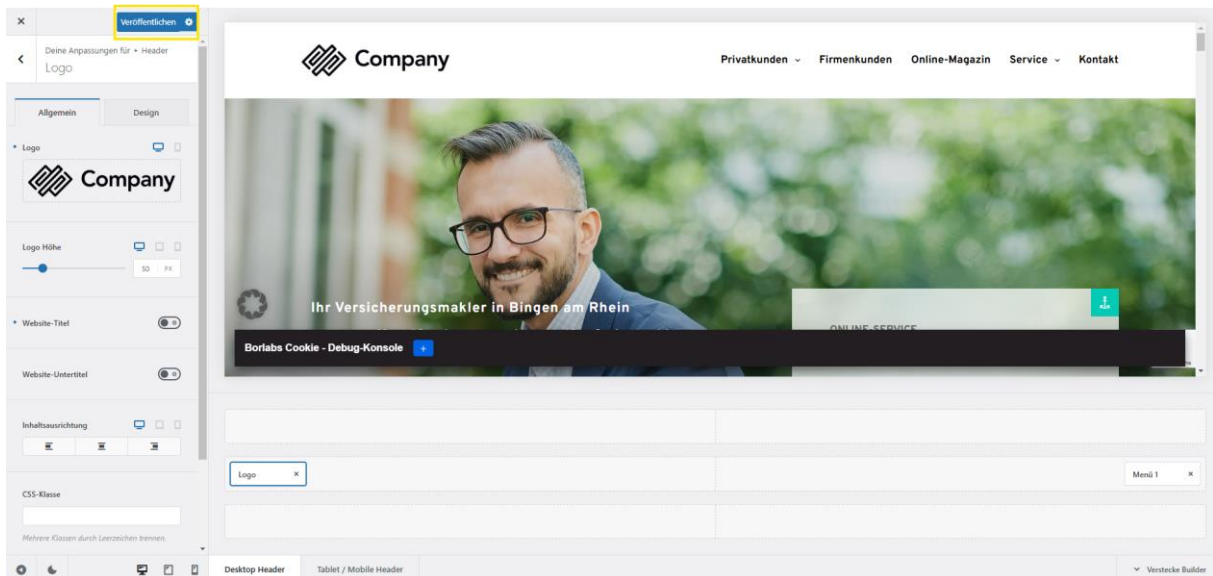 Veröffentlichen
Deine Anpassungen für • Header
Logo
Allgemein
Design
Logo
Company
Logo Höhe
50 PX
Website-Titel
Website-Untertitel
Inhaltsausrichtung
CSS-Klasse
Mehrere Klassen durch Leerzeichen trennen.
Company
Privatkunden Firmenkunden Online-Magazin Service Kontakt
Ihr Versicherungsmakler in Bingen am Rhein
ONLINE-SERVICE
Borlabs Cookie - Debug-Konsole +
Logo ×
Menü 1 ×
Desktop Header Tablet / Mobile Header
Verstecke Builder